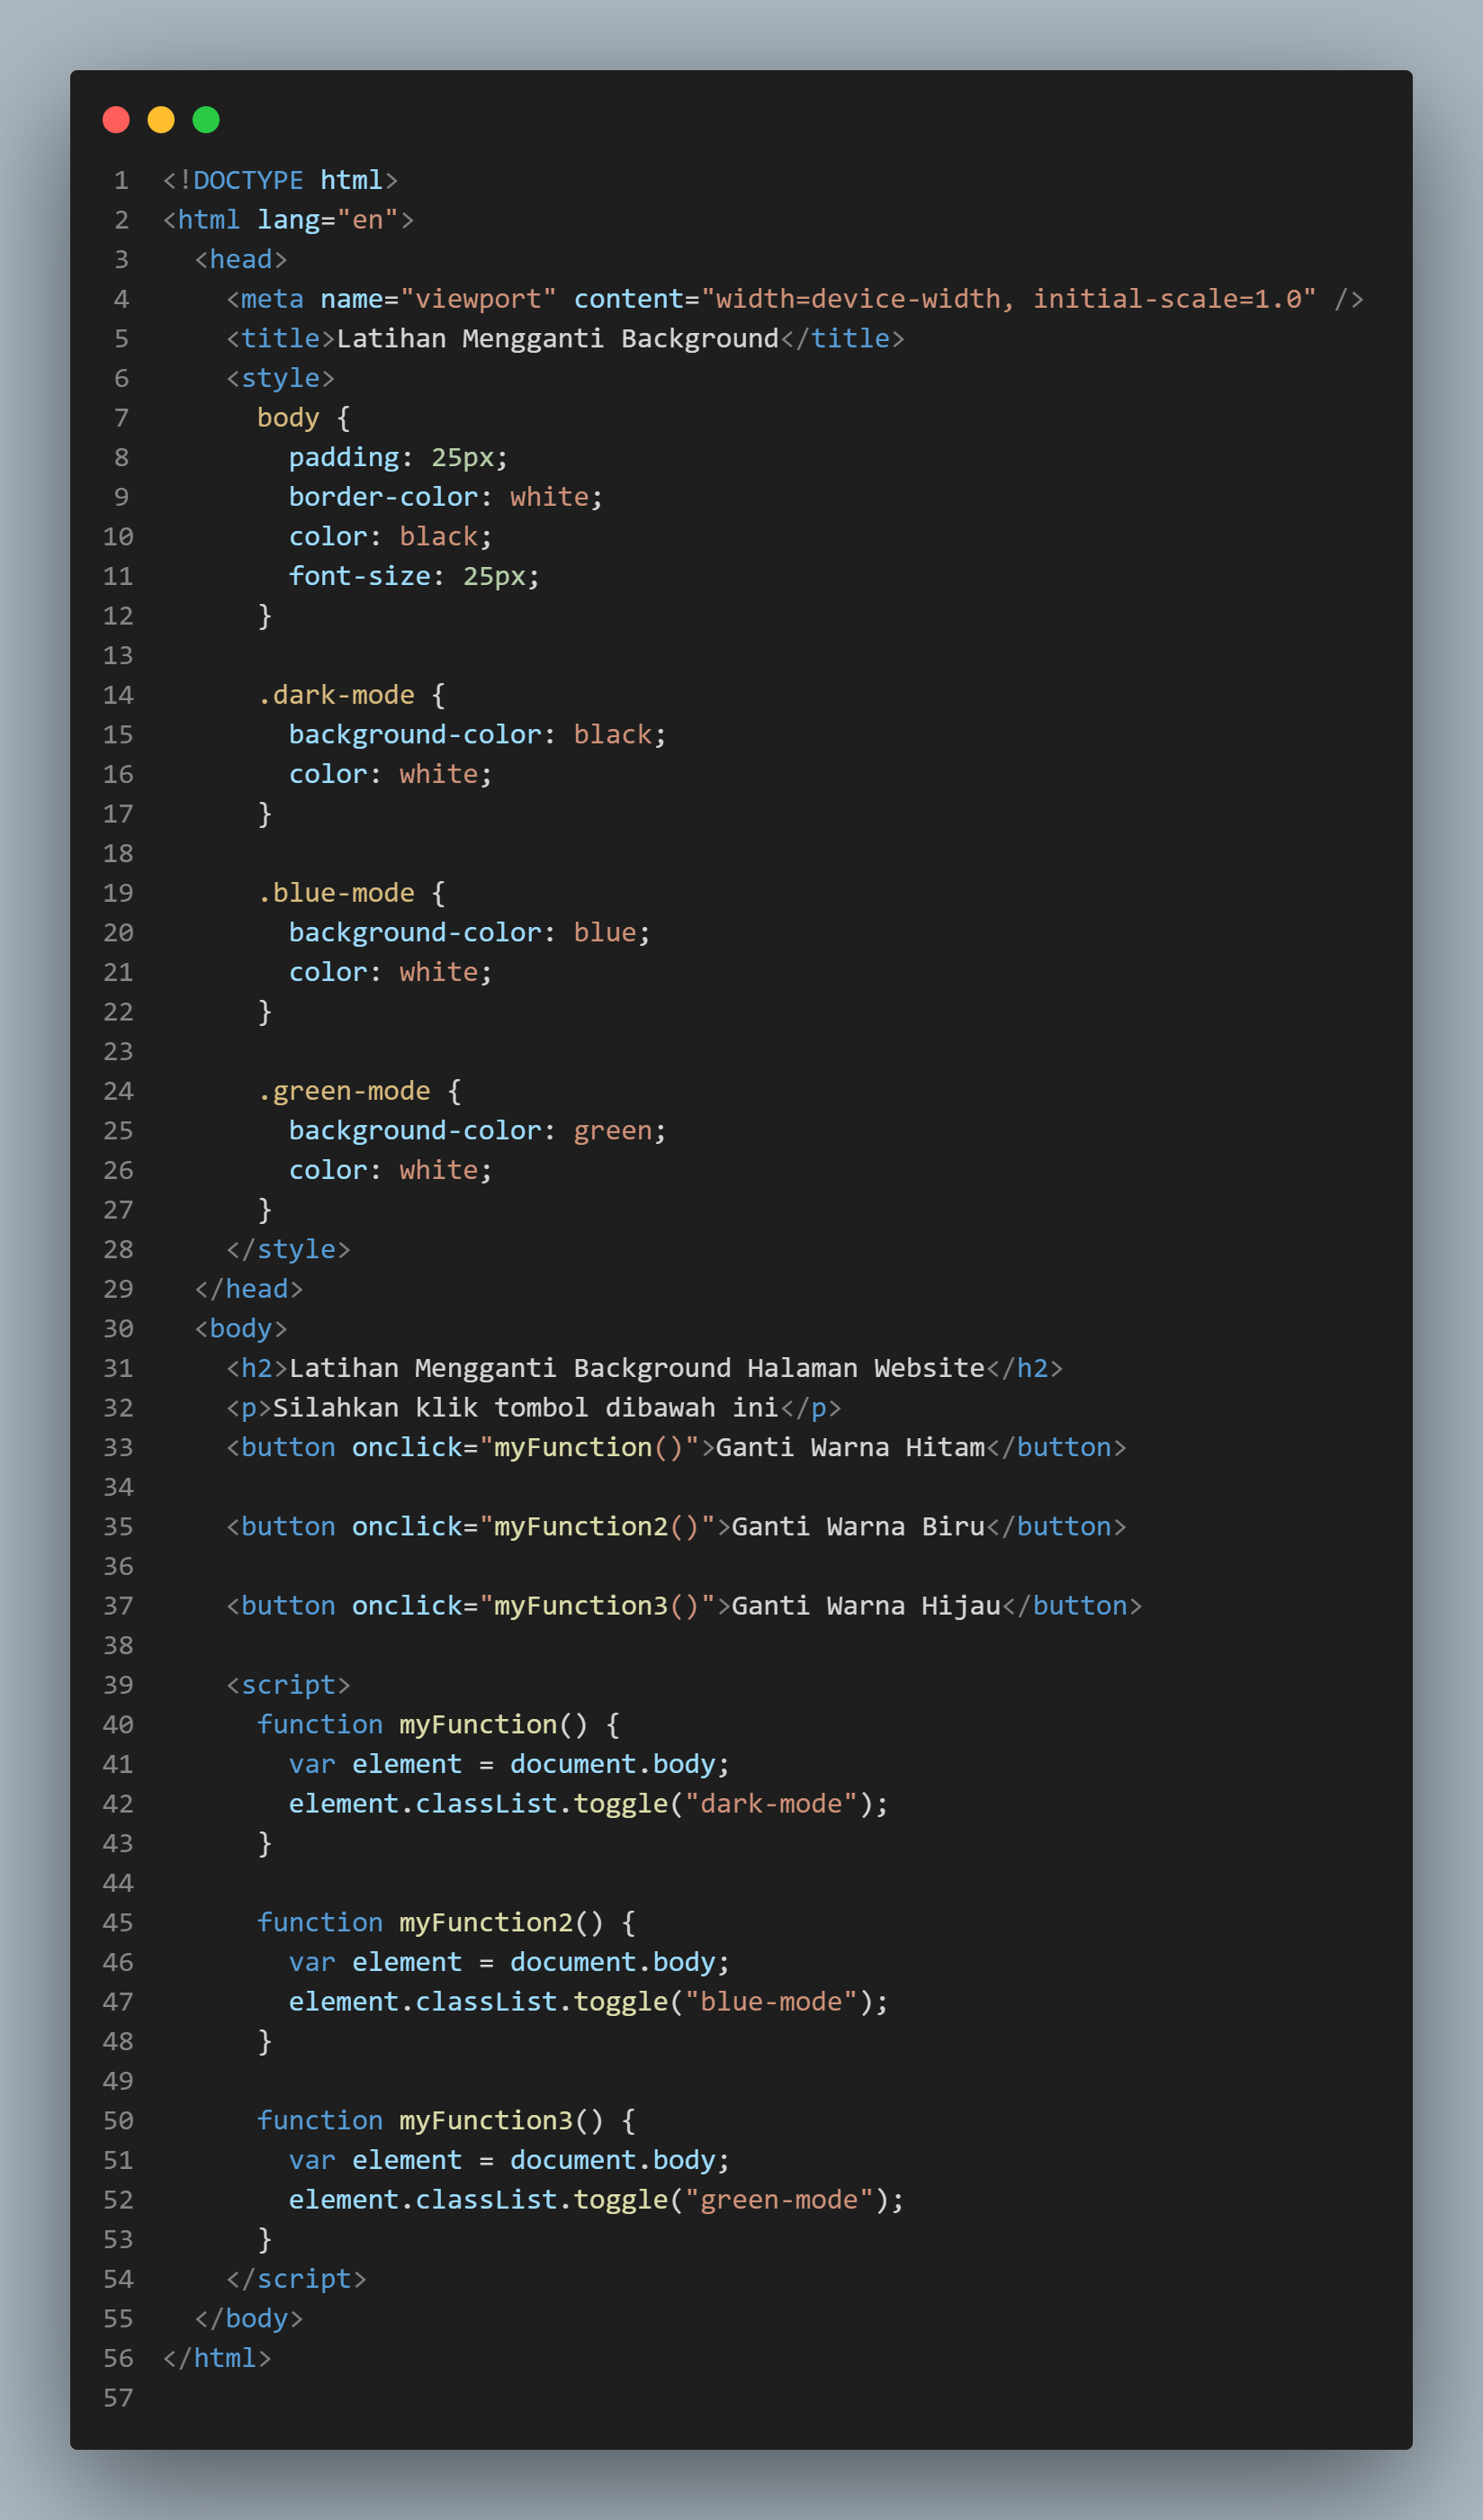 1 <!DOCTYPE html>
2 <html lang="en">
3   <head>
4     <meta name="viewport" content="width=device-width, initial-scale=1.0" />
5     <title>Latihan Mengganti Background</title>
6     <style>
7       body {
8         padding: 25px;
9         border-color: white;
10         color: black;
11         font-size: 25px;
12       }
13
14       .dark-mode {
15         background-color: black;
16         color: white;
17       }
18
19       .blue-mode {
20         background-color: blue;
21         color: white;
22       }
23
24       .green-mode {
25         background-color: green;
26         color: white;
27       }
28     </style>
29   </head>
30   <body>
31     <h2>Latihan Mengganti Background Halaman Website</h2>
32     <p>Silahkan klik tombol dibawah ini</p>
33     <button onclick="myFunction()">Ganti Warna Hitam</button>
34
35     <button onclick="myFunction2()">Ganti Warna Biru</button>
36
37     <button onclick="myFunction3()">Ganti Warna Hijau</button>
38
39     <script>
40       function myFunction() {
41         var element = document.body;
42         element.classList.toggle("dark-mode");
43       }
44
45       function myFunction2() {
46         var element = document.body;
47         element.classList.toggle("blue-mode");
48       }
49
50       function myFunction3() {
51         var element = document.body;
52         element.classList.toggle("green-mode");
53       }
54     </script>
55   </body>
56 </html>
57